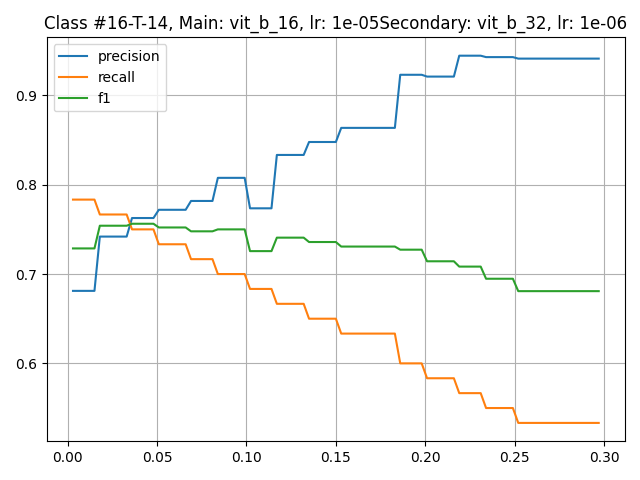 Class #16-T-14, Main: vit_b_16, lr: 1e-05Secondary: vit_b_32, lr: 1e-06
precision
recall
f1
0.9
0.8
0.7
0.6
0.00 0.05 0.10 0.15 0.20 0.25 0.30